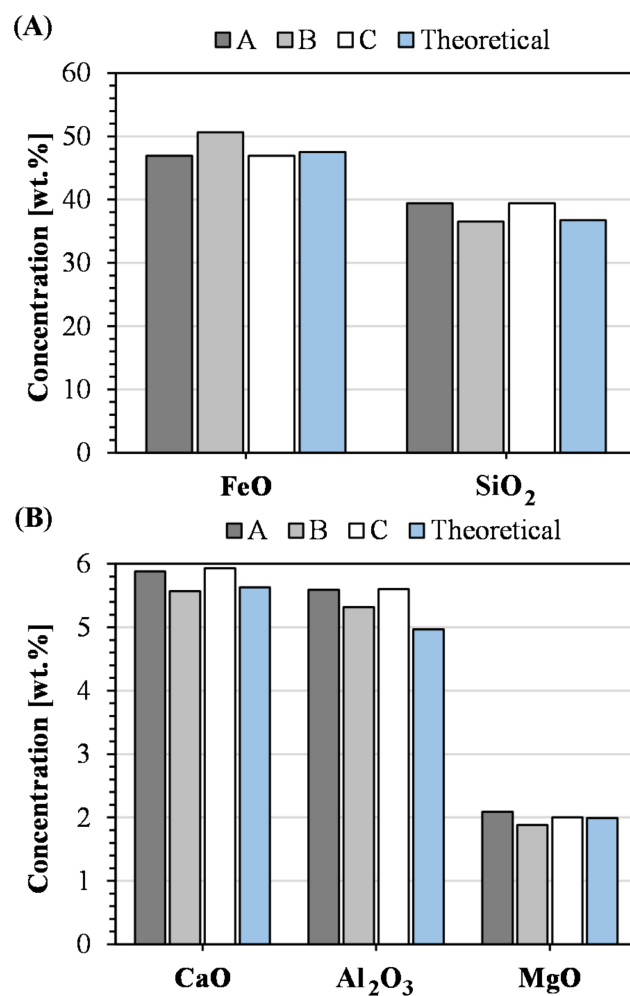 (A)
A B C Theoretical
60
50
40
30
20
10
0
Concentration [wt.%]
FeO SiO₂
(B)
A B C Theoretical
6
5
4
3
2
1
0
Concentration [wt.%]
CaO Al₂O₃ MgO